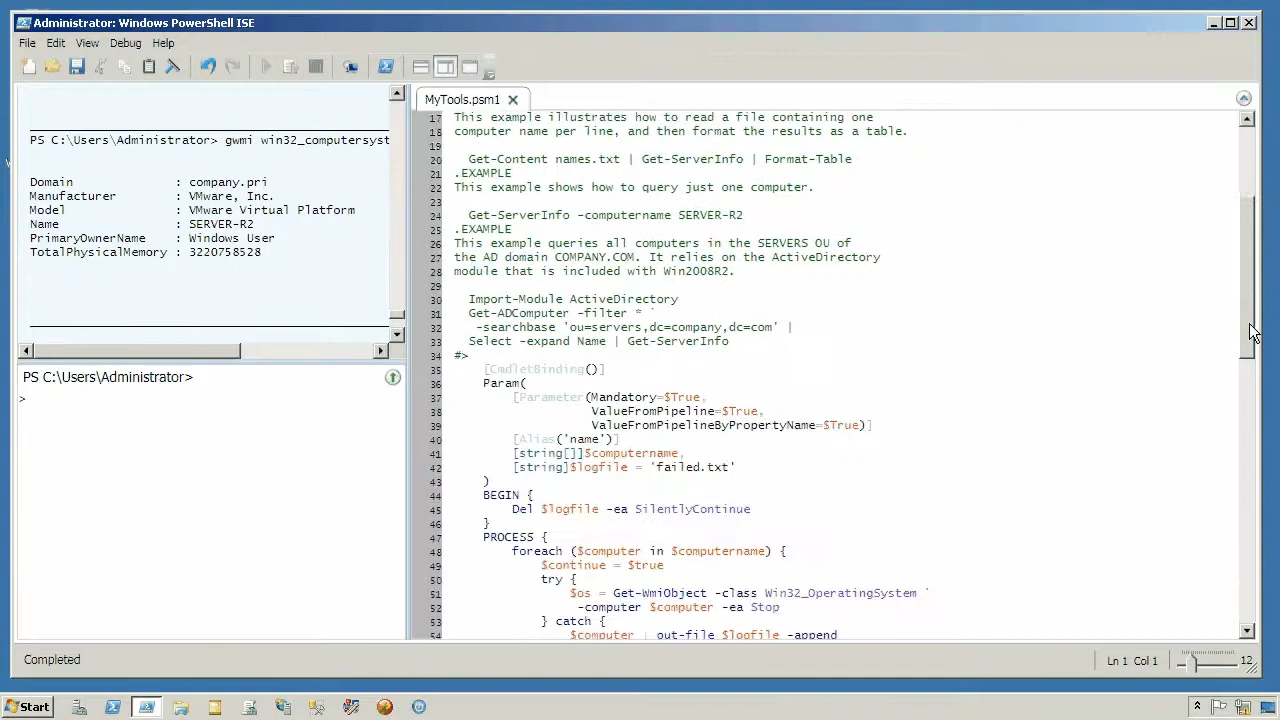 Administrator: Windows PowerShell ISE
File Edit View Debug Help
MyTools.psm1
PS C:\Users\Administrator> gwmi win32_computersyst
Domain : company.pri
Manufacturer : VMware, Inc.
Model : VMware Virtual Platform
Name : SERVER-R2
PrimaryOwnerName : Windows User
TotalPhysicalMemory : 3220758528
PS C:\Users\Administrator>
>
17 This example illustrates how to read a file containing one
18 computer name per line, and then format the results as a table.
19
20 Get-Content names.txt | Get-ServerInfo | Format-Table
21 .EXAMPLE
22 This example shows how to query just one computer.
23
24 Get-ServerInfo -computername SERVER-R2
25 .EXAMPLE
26 This example queries all computers in the SERVERS OU of
27 the AD domain COMPANY.COM. It relies on the ActiveDirectory
28 module that is included with Win2008R2.
29
30 Import-Module ActiveDirectory
31 Get-ADComputer -filter * `
32 -searchbase 'ou=servers,dc=company,dc=com' |
33 Select -expand Name | Get-ServerInfo
34 #>
35 [CmdletBinding()]
36 Param(
37 [Parameter(Mandatory=$True,
38 ValueFromPipeline=$True,
39 ValueFromPipelineByPropertyName=$True)]
40 [Alias('name')]
41 [string[]]$computername,
42 [string]$logfile = 'failed.txt'
43 )
44 BEGIN {
45 Del $logfile -ea SilentlyContinue
46 }
47 PROCESS {
48 foreach ($computer in $computername) {
49 $continue = $true
50 try {
51 $os = Get-WmiObject -class Win32_OperatingSystem `
52 -computer $computer -ea Stop
53 } catch {
54 $computer | out-file $logfile -append
Completed
Ln 1 Col 1
12
Start